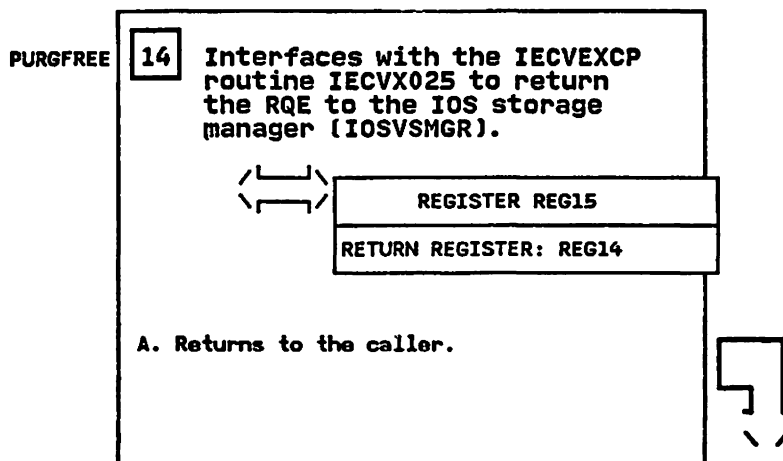 PURGFREE
14 Interfaces with the IECVEXCP
routine IECVX025 to return
the RQE to the IOS storage
manager (IOSVSMGR).
REGISTER REG15
RETURN REGISTER: REG14
A. Returns to the caller.